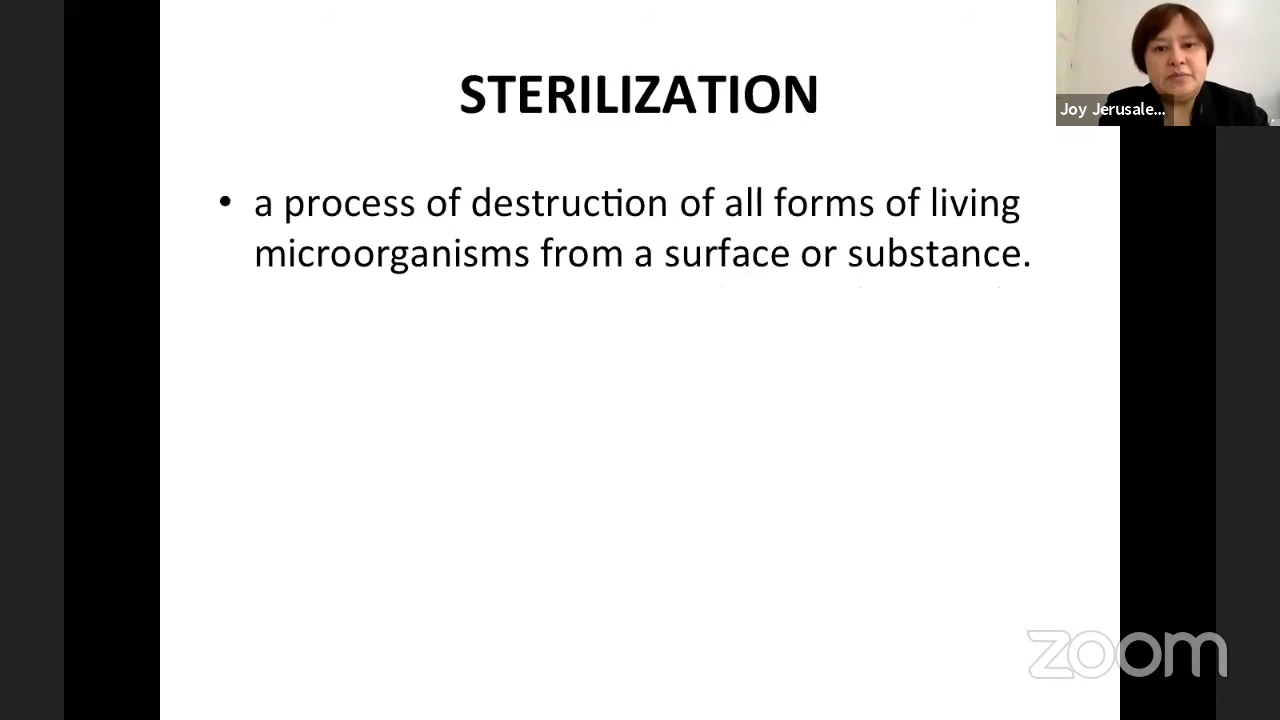 STERILIZATION
• a process of destruction of all forms of living
microorganisms from a surface or substance.
Joy Jerusale...
zoom